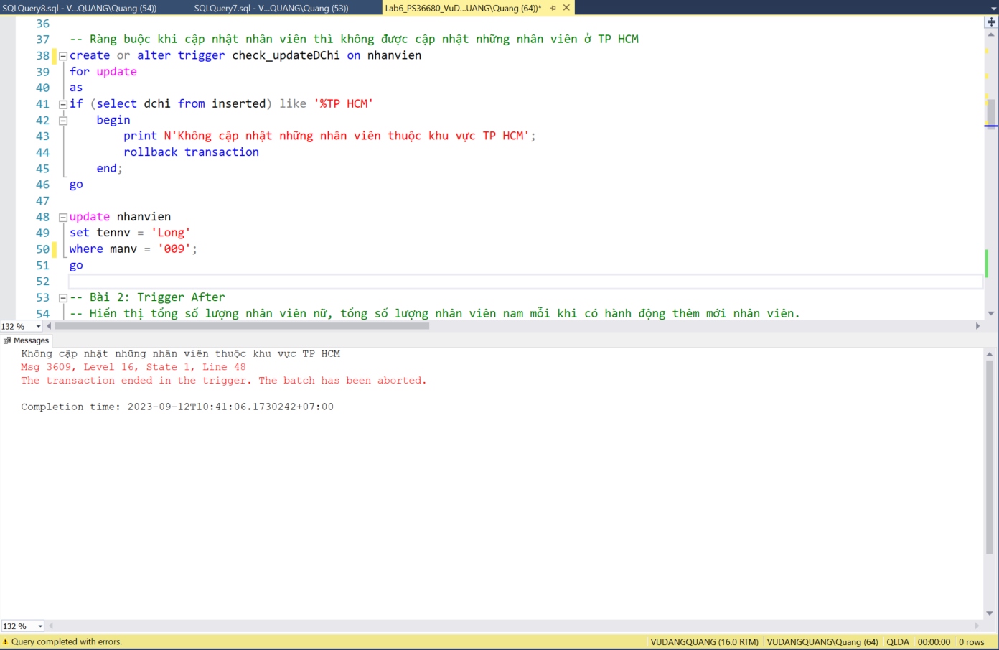 SQLQuery8.sql - V...QUANG\Quang (54))
SQLQuery7.sql - V...QUANG\Quang (53))
Lab6_PS36680_VuD...UANG\Quang (64))*
36
37 -- Ràng buộc khi cập nhật nhân viên thì không được cập nhật những nhân viên ở TP HCM
38 create or alter trigger check_updateDChi on nhanvien
39 for update
40 as
41 if (select dchi from inserted) like '%TP HCM'
42 begin
43 print N'Không cập nhật những nhân viên thuộc khu vực TP HCM';
44 rollback transaction
45 end;
46 go
47
48 update nhanvien
49 set tennv = 'Long'
50 where manv = '009';
51 go
52
53 -- Bài 2: Trigger After
54 -- Hiển thị tổng số lượng nhân viên nữ, tổng số lượng nhân viên nam mỗi khi có hành động thêm mới nhân viên.
132 %
Messages
Không cập nhật những nhân viên thuộc khu vực TP HCM
Msg 3609, Level 16, State 1, Line 48
The transaction ended in the trigger. The batch has been aborted.
Completion time: 2023-09-12T10:41:06.1730242+07:00
132 %
Query completed with errors.
VUDANGQUANG (16.0 RTM)
VUDANGQUANG\Quang (64)
QLDA
00:00:00
0 rows